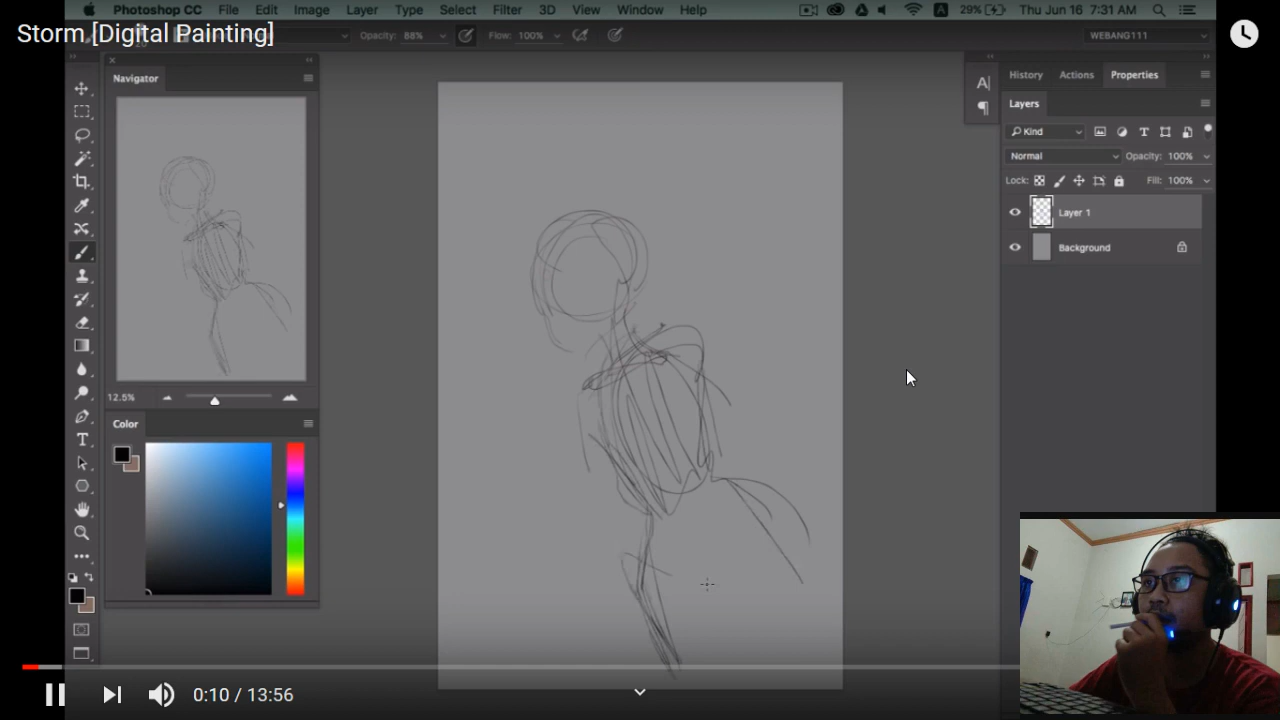 Photoshop CC File Edit Image Layer Type Select Filter 3D View Window Help 29% Thu Jun 16 7:31 AM
Storm [Digital Painting]
Opacity: 88% Flow: 100% WEBANG111
Navigator
History Actions Properties
Layers
Kind
Normal Opacity: 100%
Lock: Fill: 100%
Layer 1
Background
12.5%
Color
0:10 / 13:56